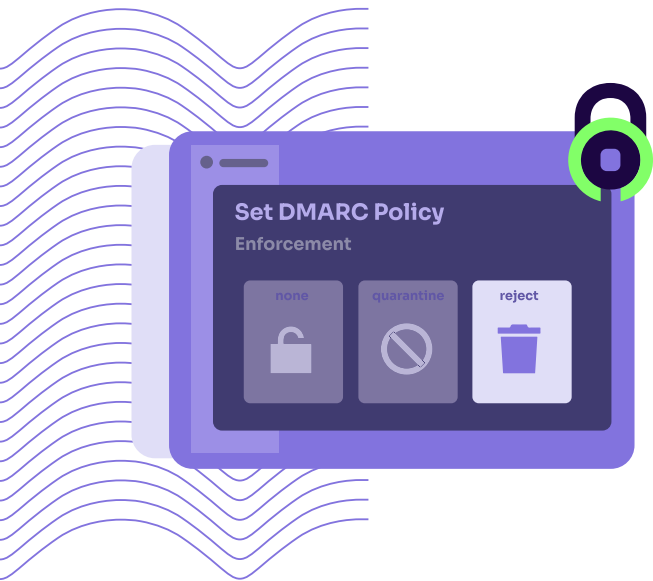 Set DMARC Policy
Enforcement
none
quarantine
reject